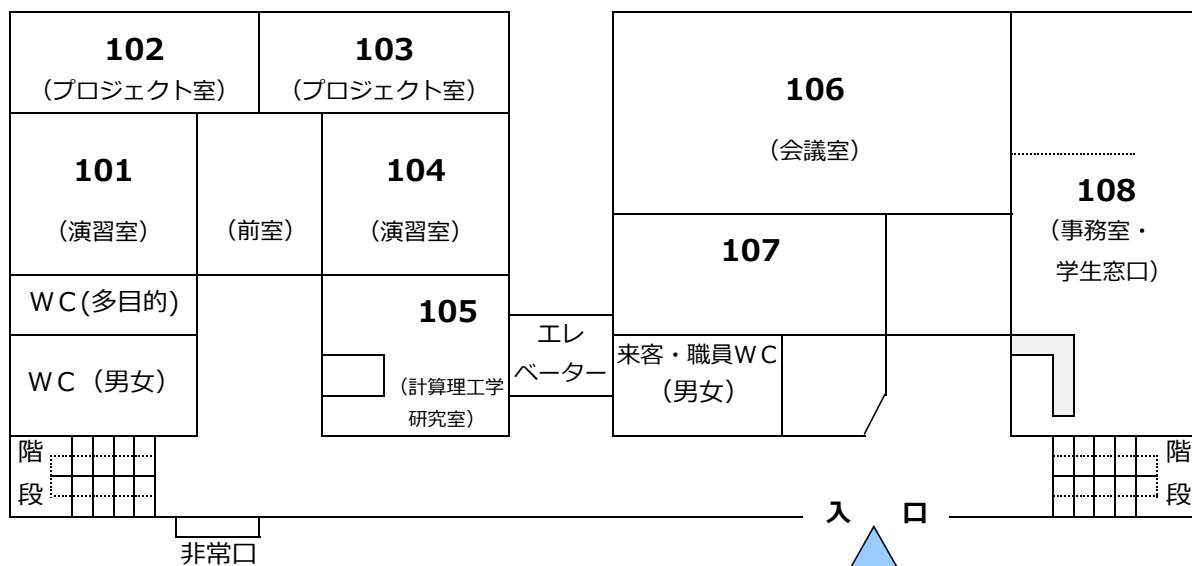 102
（プロジェクト室）
103
（プロジェクト室）
106
（会議室）
101
（演習室）
（前室）
104
（演習室）
108
（事務室・
学生窓口）
107
ＷＣ(多目的)
105
（計算理工学
研究室）
エレ
ベーター
来客・職員ＷＣ
（男女）
ＷＣ（男女）
階
段
階
段
入　口
非常口